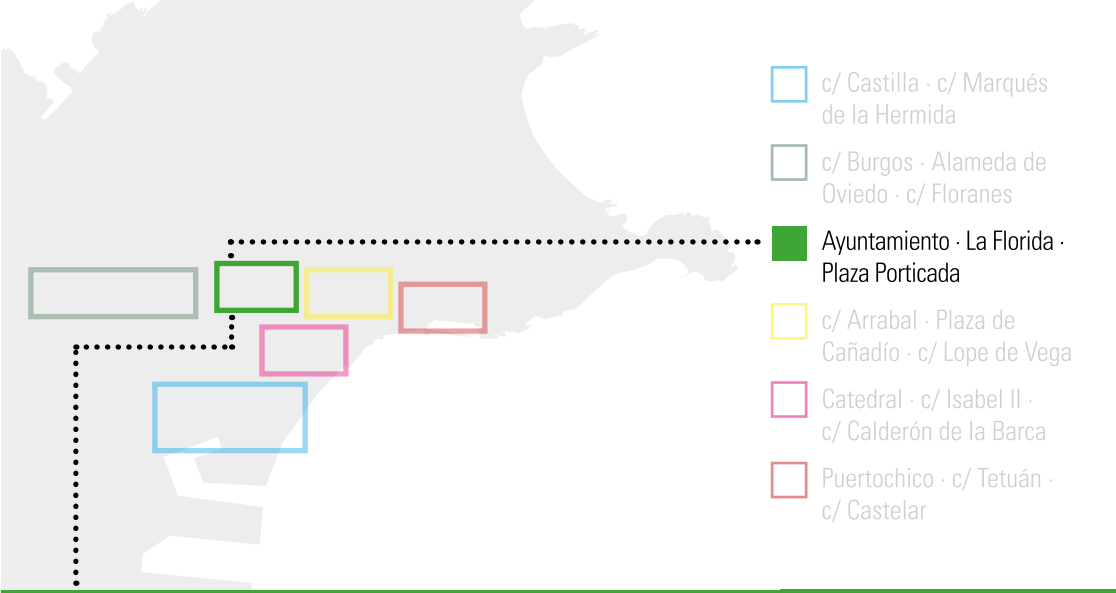 c/ Castilla · c/ Marqués
de la Hermida
c/ Burgos · Alameda de
Oviedo · c/ Floranes
Ayuntamiento · La Florida ·
Plaza Porticada
c/ Arrabal · Plaza de
Cañadío · c/ Lope de Vega
Catedral · c/ Isabel II ·
c/ Calderón de la Barca
Puertochico · c/ Tetuán ·
c/ Castelar